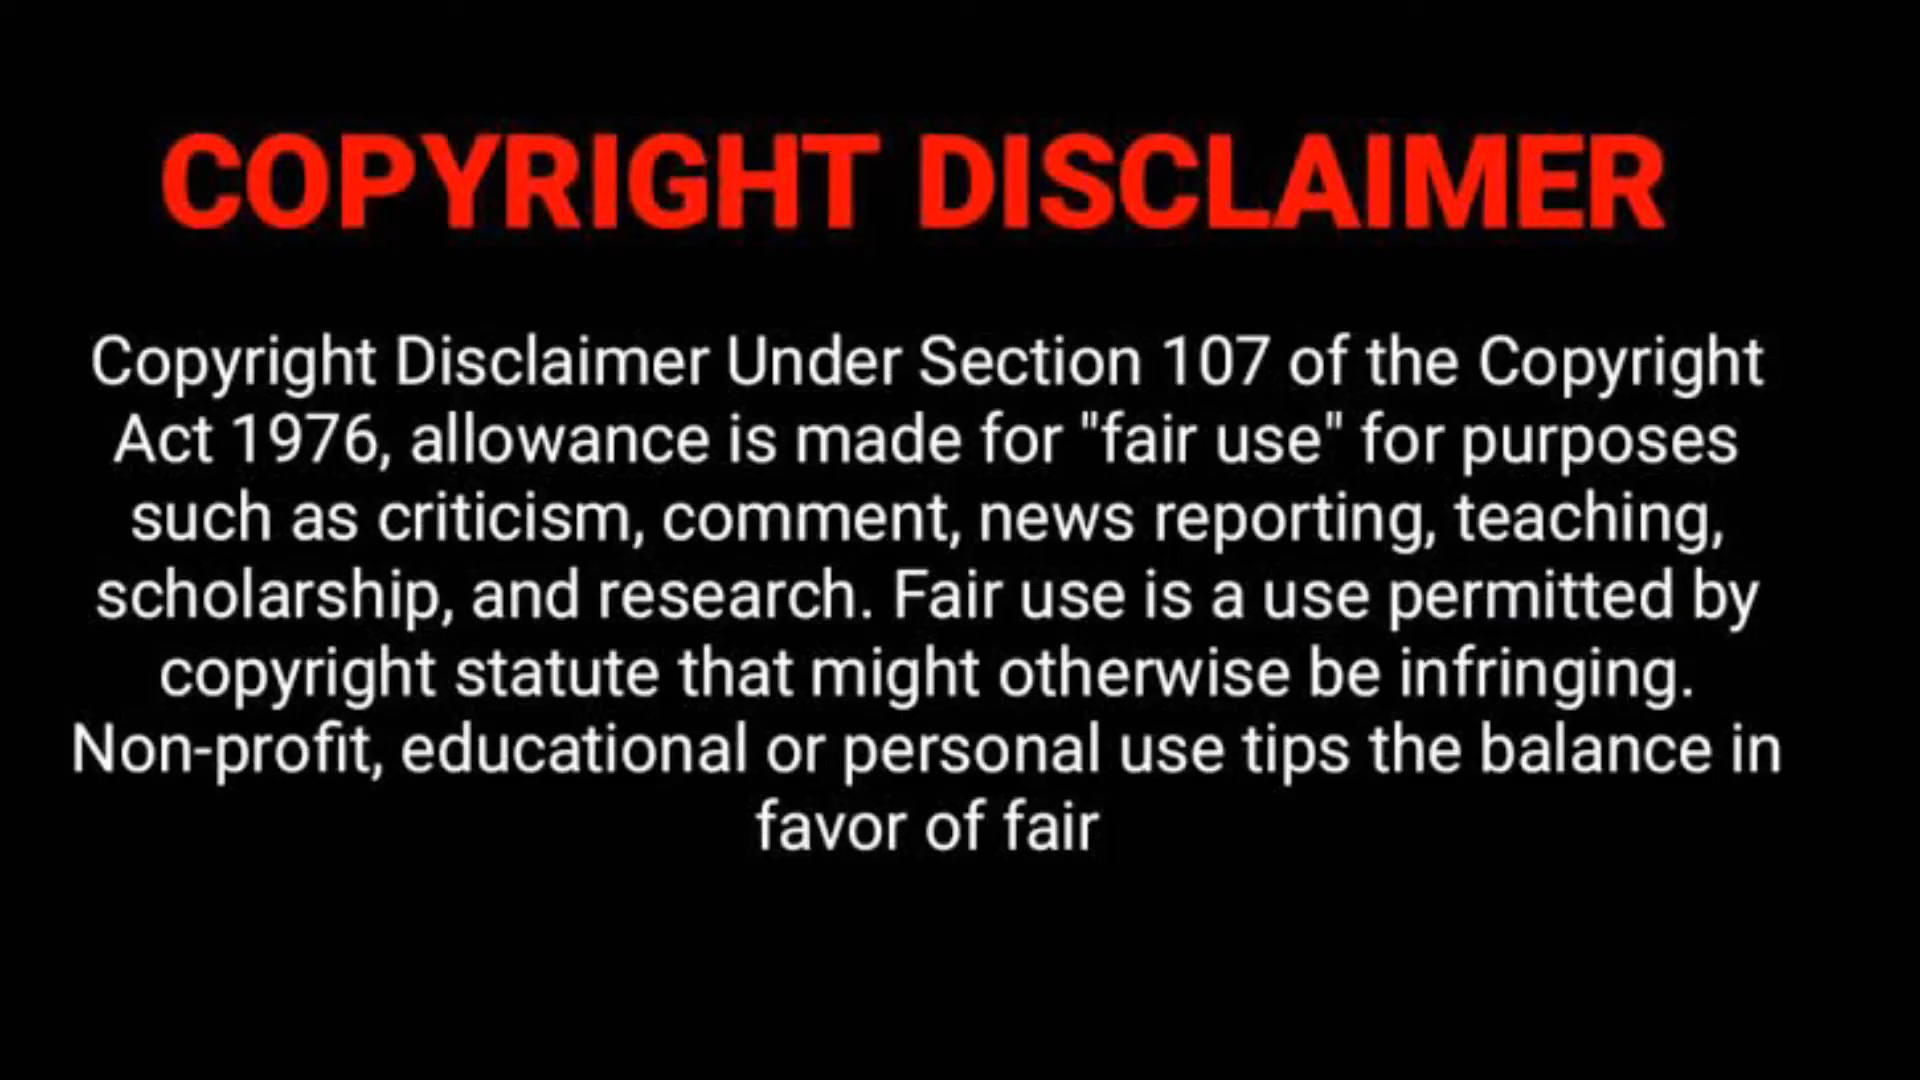 COPYRIGHT DISCLAIMER
Copyright Disclaimer Under Section 107 of the Copyright
Act 1976, allowance is made for "fair use" for purposes
such as criticism, comment, news reporting, teaching,
scholarship, and research. Fair use is a use permitted by
copyright statute that might otherwise be infringing.
Non-profit, educational or personal use tips the balance in
favor of fair